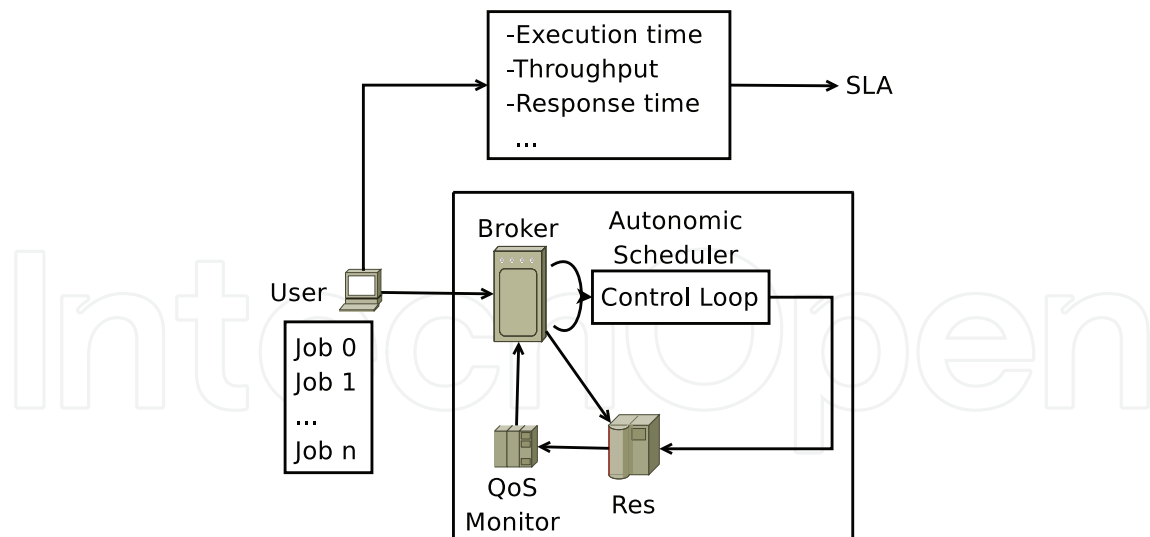 -Execution time
-Throughput
-Response time
...
SLA
Broker
Autonomic
Scheduler
Control Loop
User
Job 0
Job 1
...
Job n
QoS
Monitor
Res
IntechOpen